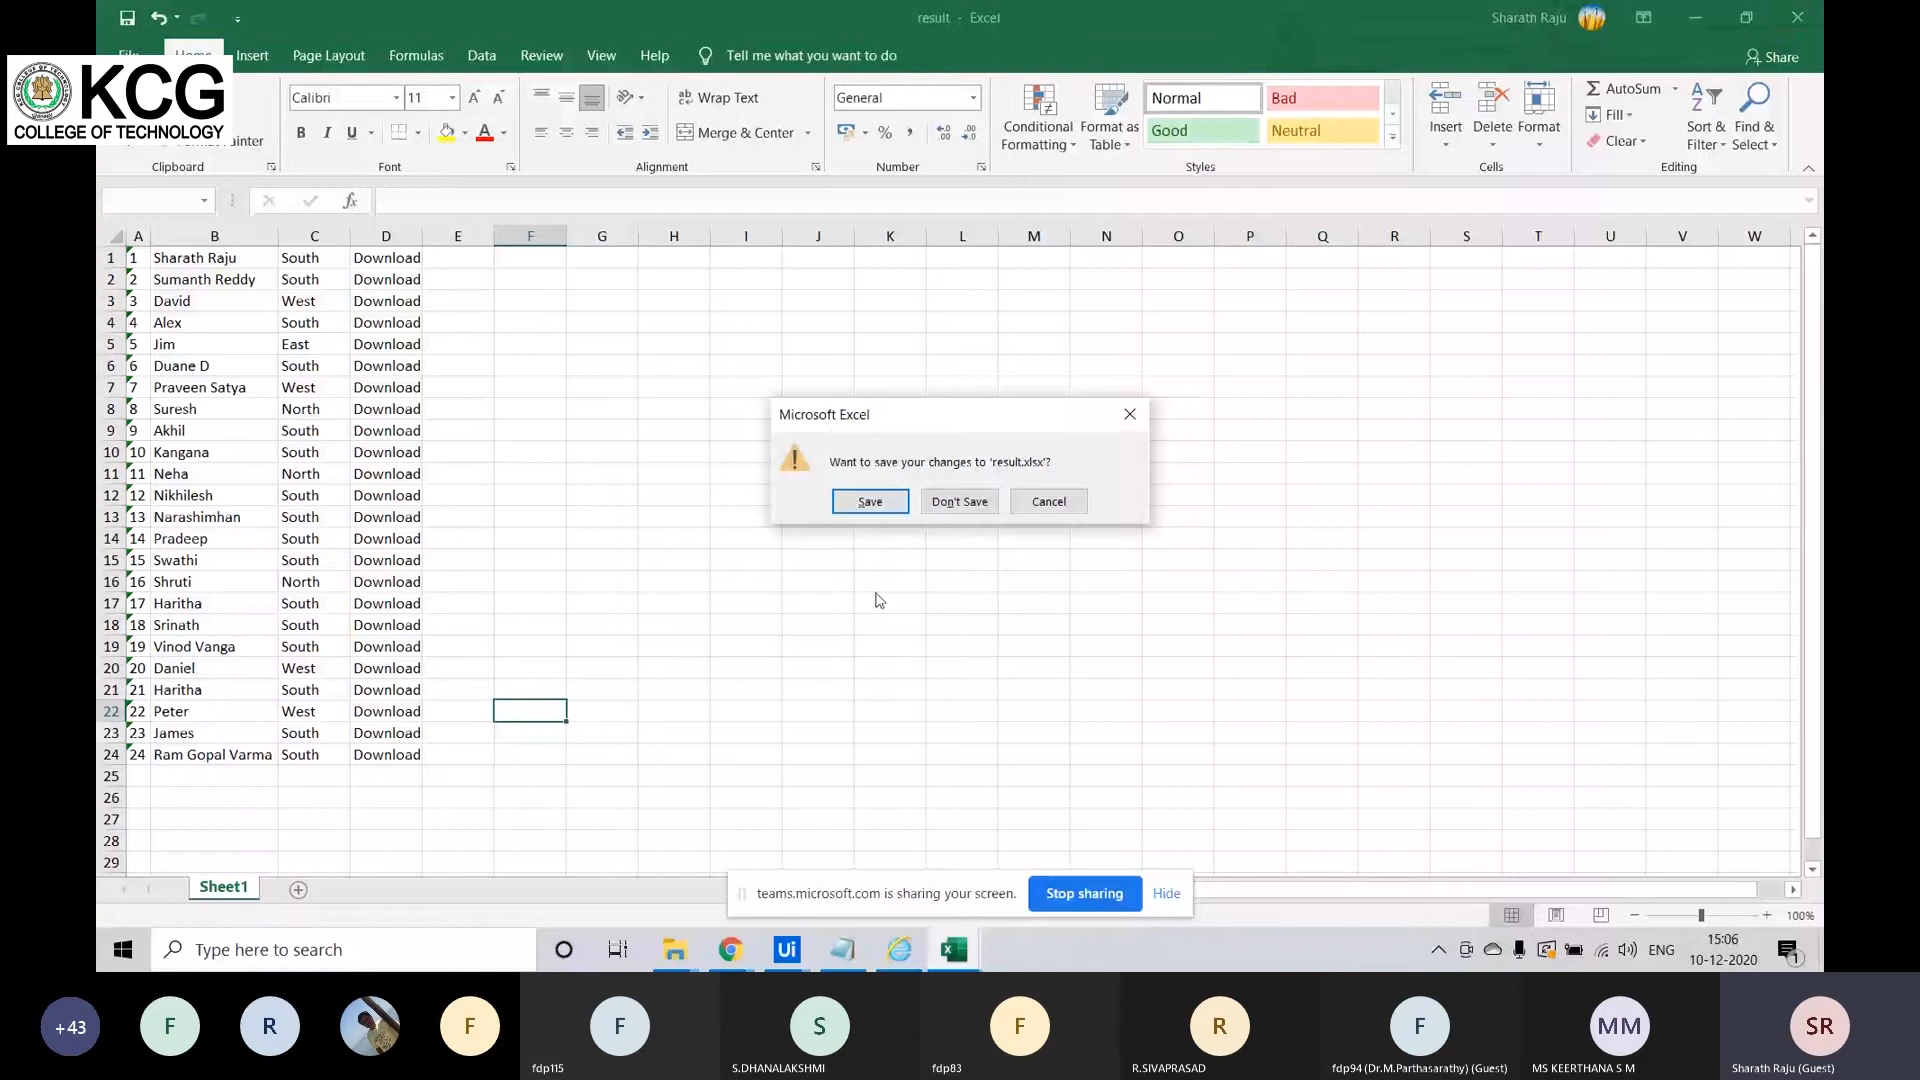 result - Excel
Sharath Raju
File Home Insert Page Layout Formulas Data Review View Help Tell me what you want to do
Share
KCG
COLLEGE OF TECHNOLOGY
Painter
Clipboard
Calibri 11
B I U
Font
Wrap Text
Merge & Center
Alignment
General
Number
Conditional Formatting
Format as Table
Normal Bad
Good Neutral
Styles
Insert Delete Format
Cells
AutoSum
Fill
Clear
Sort & Filter
Find & Select
Editing
fx
A B C D E F G H I J K L M N O P Q R S T U V W
1 1 Sharath Raju South Download
2 2 Sumanth Reddy South Download
3 3 David West Download
4 4 Alex South Download
5 5 Jim East Download
6 6 Duane D South Download
7 7 Praveen Satya West Download
8 8 Suresh North Download
9 9 Akhil South Download
10 10 Kangana South Download
11 11 Neha North Download
12 12 Nikhilesh South Download
13 13 Narashimhan South Download
14 14 Pradeep South Download
15 15 Swathi South Download
16 16 Shruti North Download
17 17 Haritha South Download
18 18 Srinath South Download
19 19 Vinod Vanga South Download
20 20 Daniel West Download
21 21 Haritha South Download
22 22 Peter West Download
23 23 James South Download
24 24 Ram Gopal Varma South Download
25
26
27
28
29
Microsoft Excel
Want to save your changes to 'result.xlsx'?
Save Don't Save Cancel
Sheet1
teams.microsoft.com is sharing your screen. Stop sharing Hide
100%
Type here to search
Ui
ENG
15:06
10-12-2020
1
+43 F R F F S F R F MM SR
fdp115 S.DHANALAKSHMI fdp83 R.SIVAPRASAD fdp94 (Dr.M.Parthasarathy) (Guest) MS KEERTHANA S M Sharath Raju (Guest)